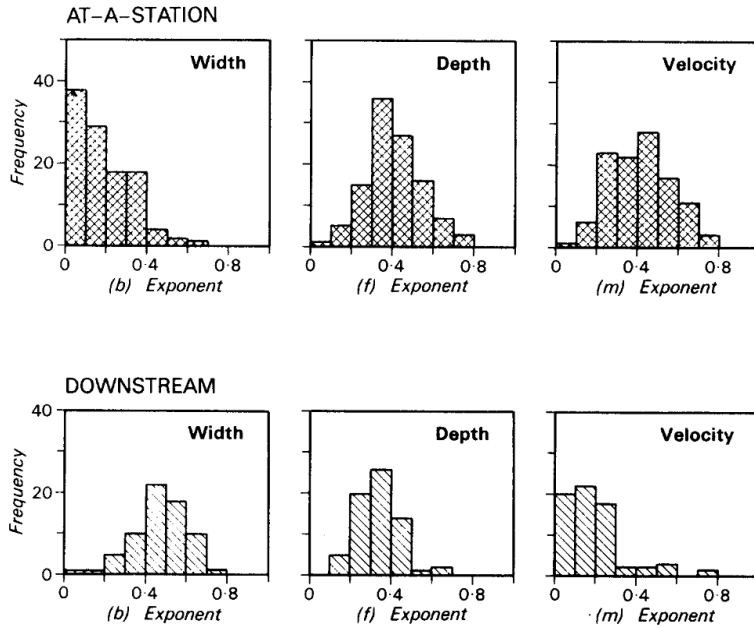 AT-A-STATION
Width
Depth
Velocity
Frequency
40
20
0
0 0·4 0·8
0 0·4 0·8
0 0·4 0·8
(b) Exponent
(f) Exponent
(m) Exponent
DOWNSTREAM
Width
Depth
Velocity
Frequency
40
20
0
0 0·4 0·8
0 0·4 0·8
0 0·4 0·8
(b) Exponent
(f) Exponent
(m) Exponent